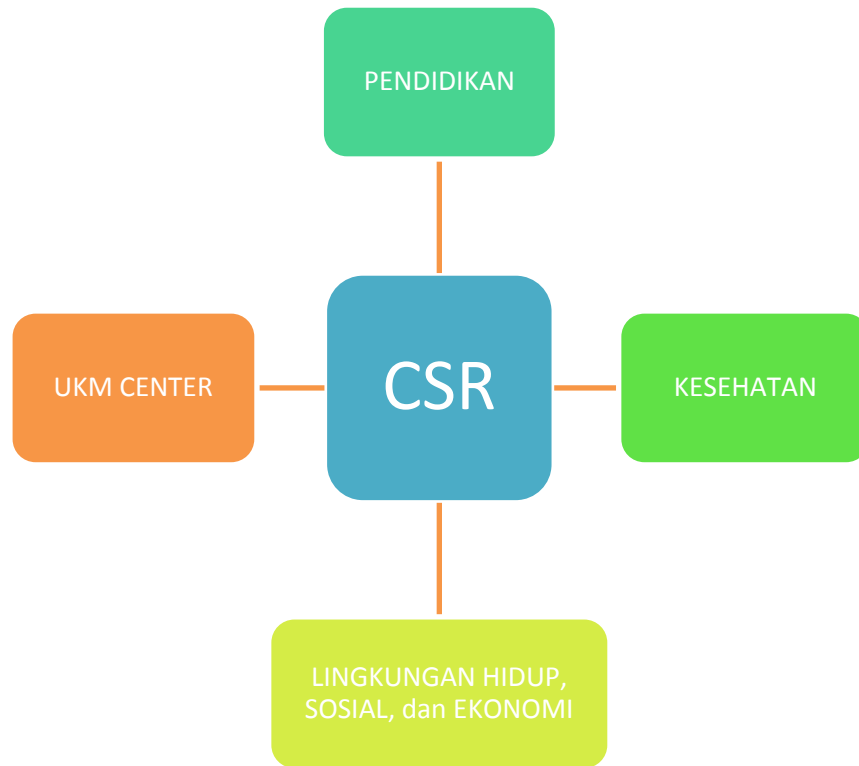 PENDIDIKAN
UKM CENTER
CSR
KESEHATAN
LINGKUNGAN HIDUP,
SOSIAL, dan EKONOMI